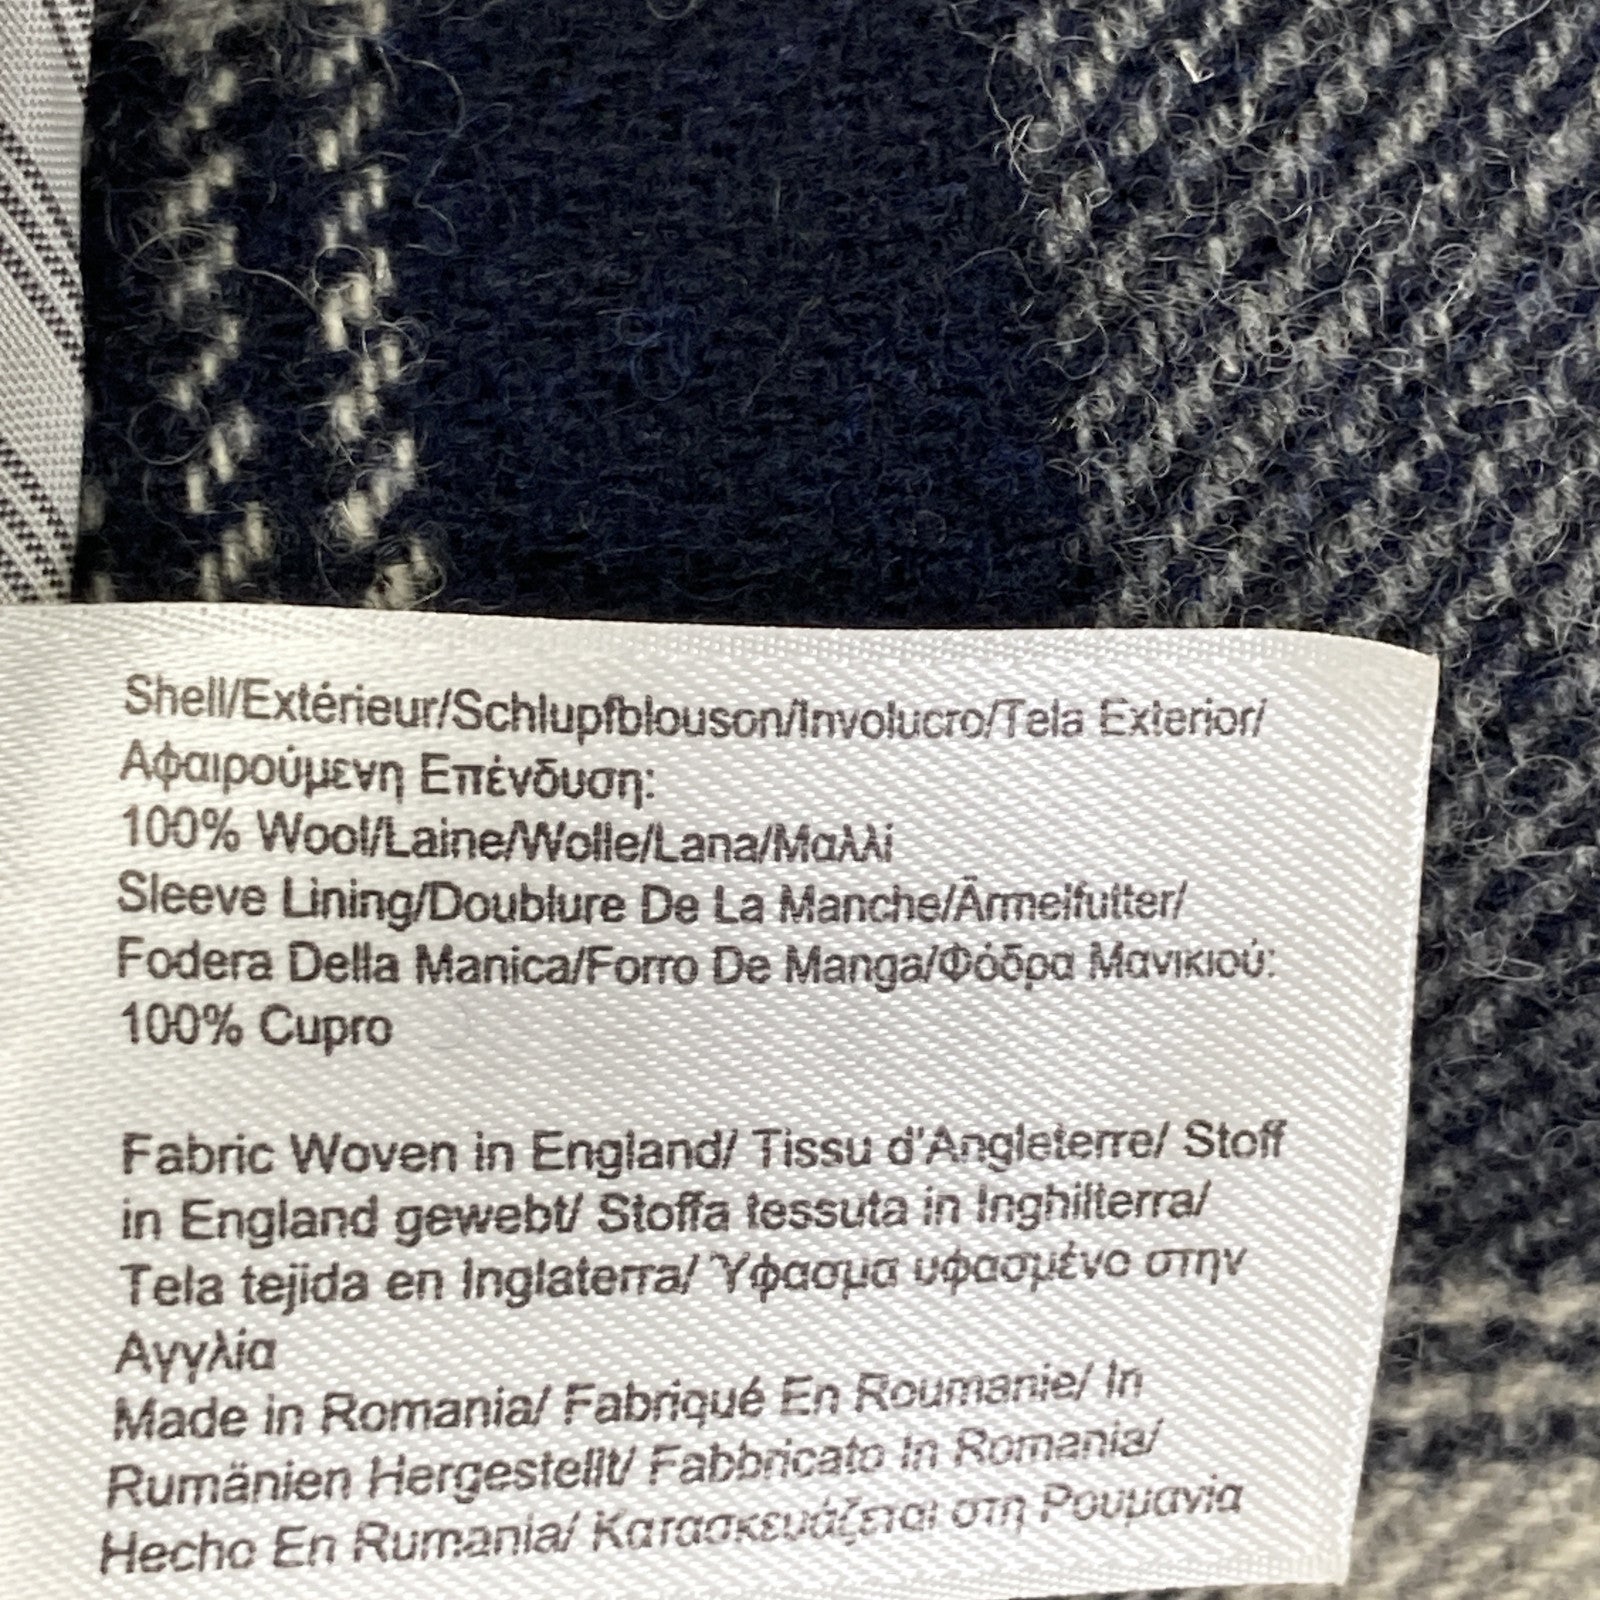 Shell/Extérieur/Schlupfblouson/Involucro/Tela Exterior/
Αφαιρούμενη Επένδυση:
100% Wool/Laine/Wolle/Lana/Μαλλί
Sleeve Lining/Doublure De La Manche/Ärmelfutter/
Fodera Della Manica/Forro De Manga/Φόδρα Μανικιού:
100% Cupro
Fabric Woven in England/ Tissu d'Angleterre/ Stoff
in England gewebt/ Stoffa tessuta in Inghilterra/
Tela tejida en Inglaterra/ Ύφασμα υφασμένο στην
Αγγλία
Made in Romania/ Fabriqué En Roumanie/ In
Rumänien Hergestellt/ Fabbricato In Romania/
Hecho En Rumania/ Κατασκευάζεται στη Ρουμανία